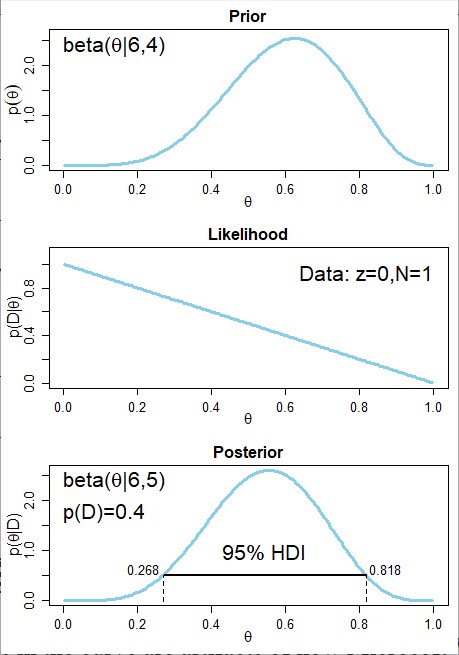 Prior
beta(θ|6,4)
p(θ)
0.0 1.0 2.0
0.0 0.2 0.4 0.6 0.8 1.0
θ
Likelihood
Data: z=0,N=1
p(D|θ)
0.0 0.4 0.8
0.0 0.2 0.4 0.6 0.8 1.0
θ
Posterior
beta(θ|6,5)
p(D)=0.4
95% HDI
0.268 0.818
p(θ|D)
0.0 1.0 2.0
0.0 0.2 0.4 0.6 0.8 1.0
θ